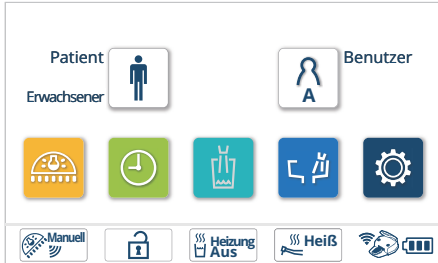 Patient
Benutzer
Erwachsener
A
Manuell
Heizung
Aus
Heiß